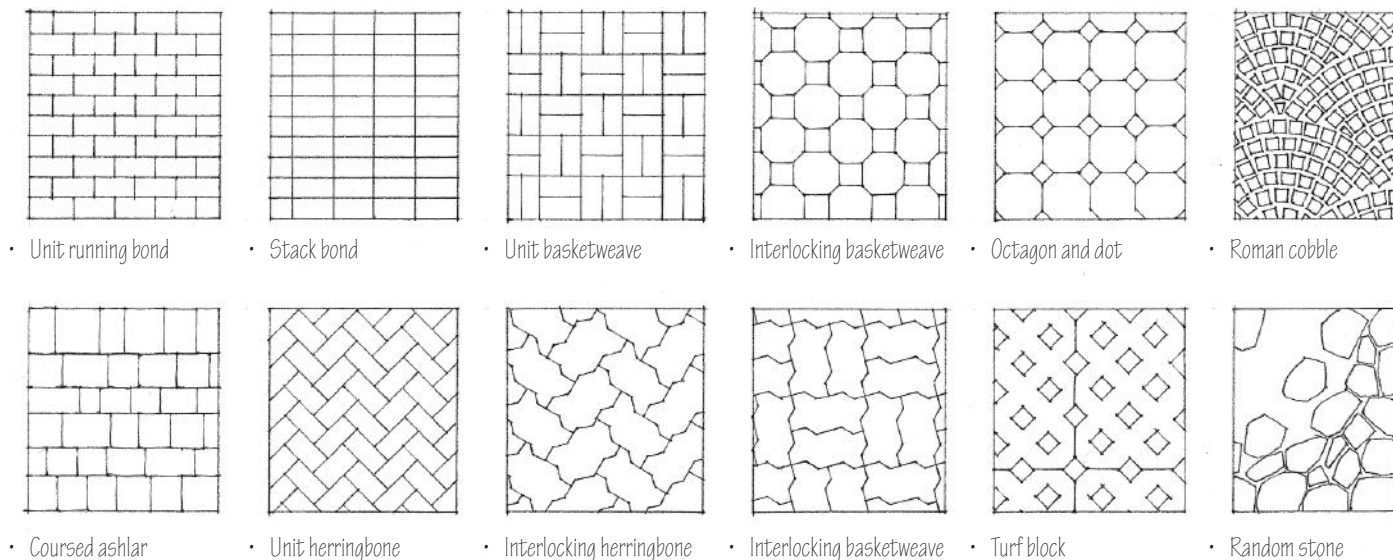 • Unit running bond
• Stack bond
• Unit basketweave
• Interlocking basketweave
• Octagon and dot
• Roman cobble
• Coursed ashlar
• Unit herringbone
• Interlocking herringbone
• Interlocking basketweave
• Turf block
• Random stone